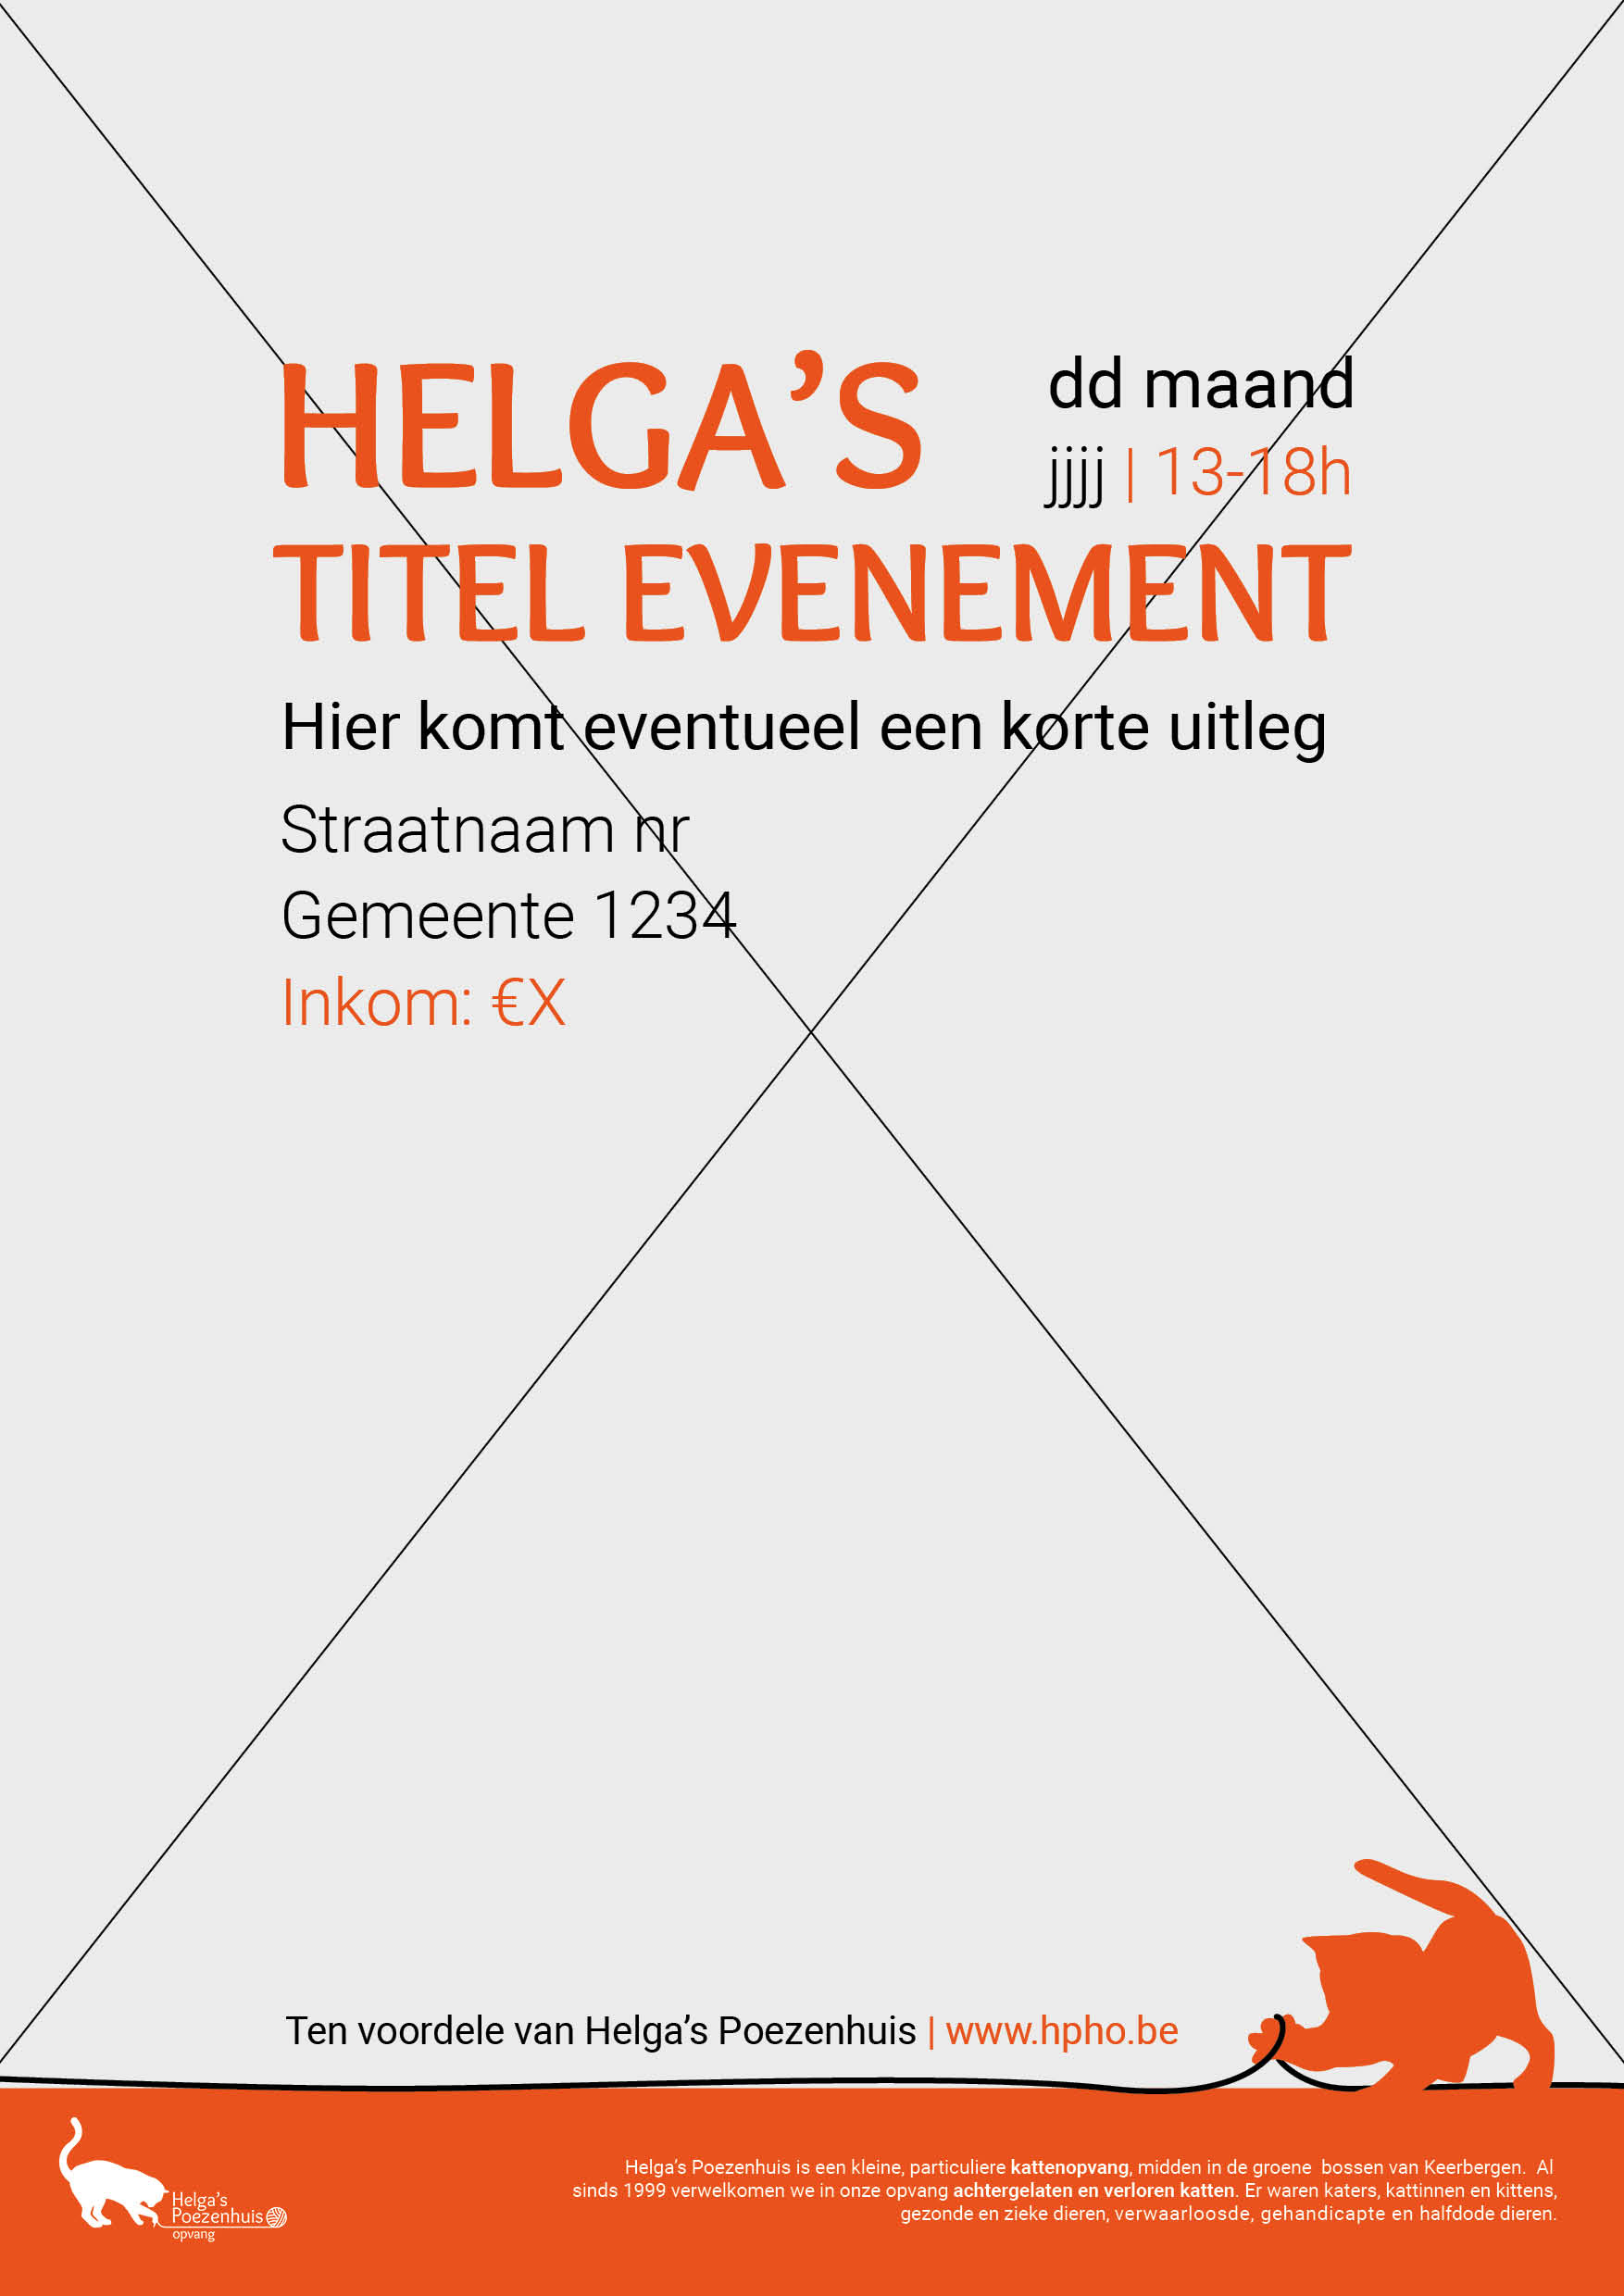 HELGA’S
dd maand
jjjj | 13-18h
TITEL EVENEMENT
Hier komt eventueel een korte uitleg
Straatnaam nr
Gemeente 1234
Inkom: €X
Ten voordele van Helga’s Poezenhuis | www.hpho.be
Helga’s
Poezenhuis
opvang
Helga’s Poezenhuis is een kleine, particuliere kattenopvang, midden in de groene bossen van Keerbergen. Al
sinds 1999 verwelkomen we in onze opvang achtergelaten en verloren katten. Er waren katers, kattinnen en kittens,
gezonde en zieke dieren, verwaarloosde, gehandicapte en halfdode dieren.